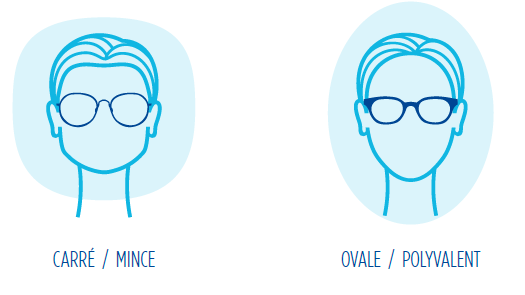 CARRÉ / MINCE
OVALE / POLYVALENT